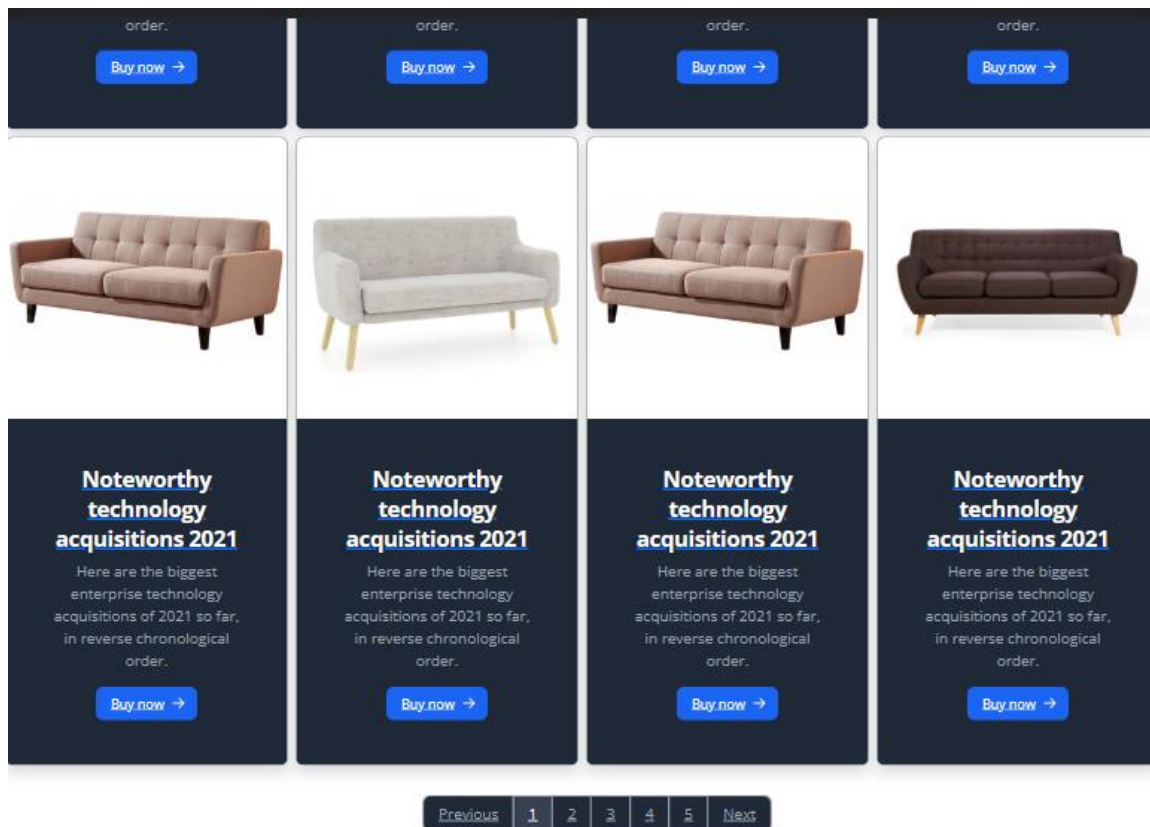 order.
order.
order.
order.
Buy now →
Buy now →
Buy now →
Buy now →
Noteworthy
technology
acquisitions 2021
Here are the biggest
enterprise technology
acquisitions of 2021 so far,
in reverse chronological
order.
Buy now →
Noteworthy
technology
acquisitions 2021
Here are the biggest
enterprise technology
acquisitions of 2021 so far,
in reverse chronological
order.
Buy now →
Noteworthy
technology
acquisitions 2021
Here are the biggest
enterprise technology
acquisitions of 2021 so far,
in reverse chronological
order.
Buy now →
Noteworthy
technology
acquisitions 2021
Here are the biggest
enterprise technology
acquisitions of 2021 so far,
in reverse chronological
order.
Buy now →
Previous 1 2 3 4 5 Next